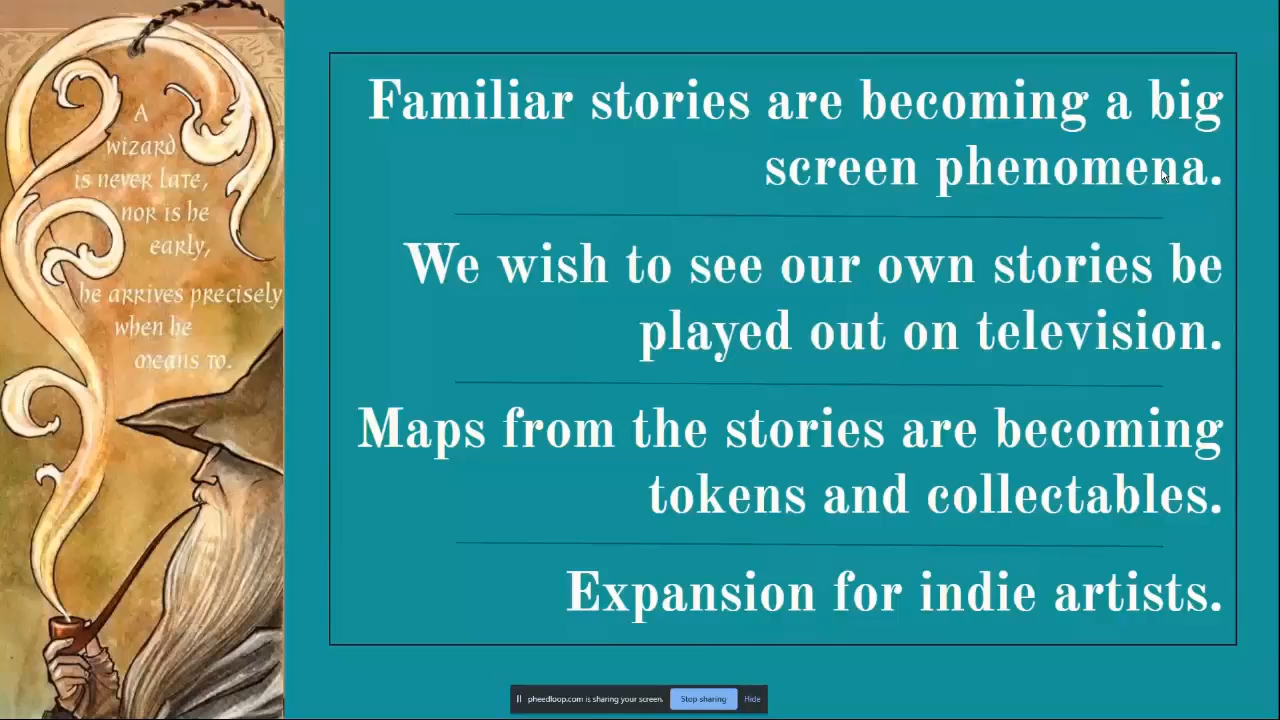 A
wizard
is never late,
nor is he
early,
he arrives precisely
when he
means to.
Familiar stories are becoming a big
screen phenomena.
We wish to see our own stories be
played out on television.
Maps from the stories are becoming
tokens and collectables.
Expansion for indie artists.
pheedloop.com is sharing your screen. Stop sharing Hide